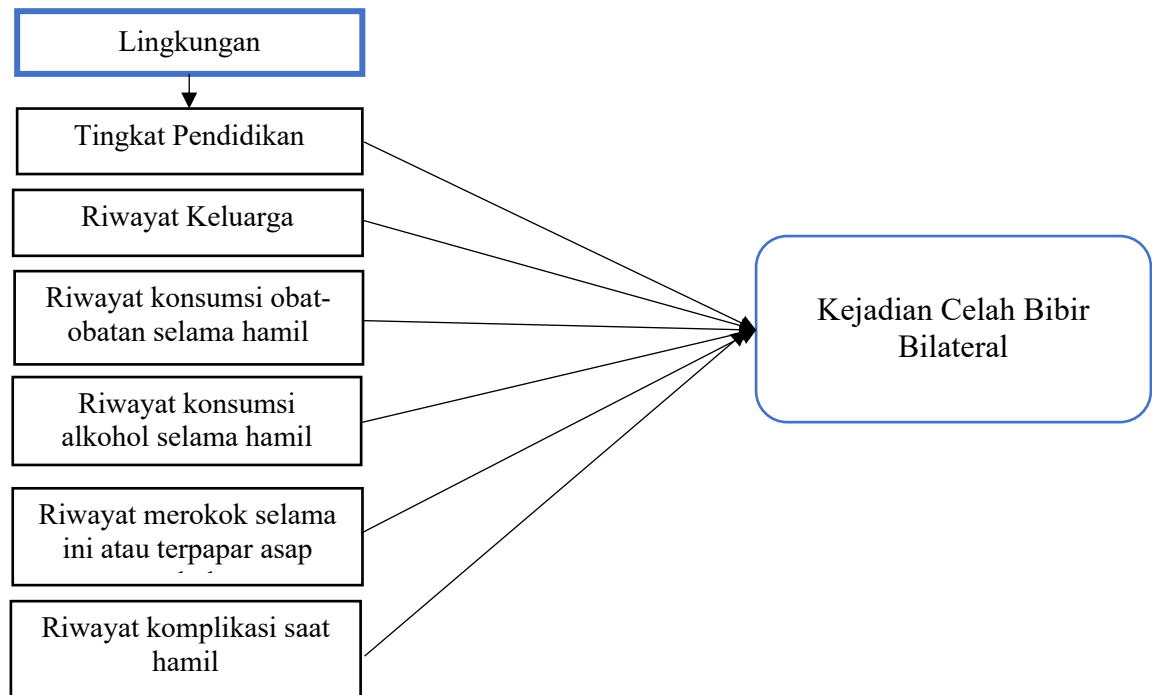 Lingkungan
Tingkat Pendidikan
Riwayat Keluarga
Riwayat konsumsi obat-
obatan selama hamil
Riwayat konsumsi
alkohol selama hamil
Riwayat merokok selama
ini atau terpapar asap
Riwayat komplikasi saat
hamil
Kejadian Celah Bibir
Bilateral